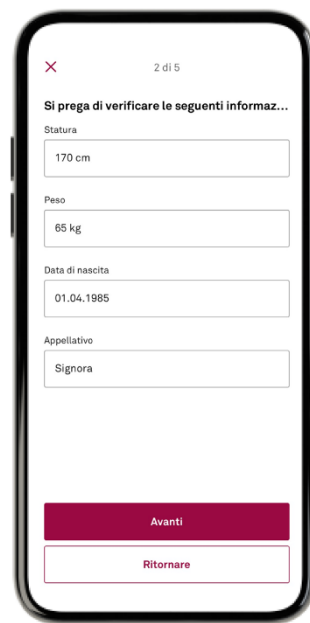 2 di 5
Si prega di verificare le seguenti informaz...
Statura
170 cm
Peso
65 kg
Data di nascita
01.04.1985
Appellativo
Signora
Avanti
Ritornare